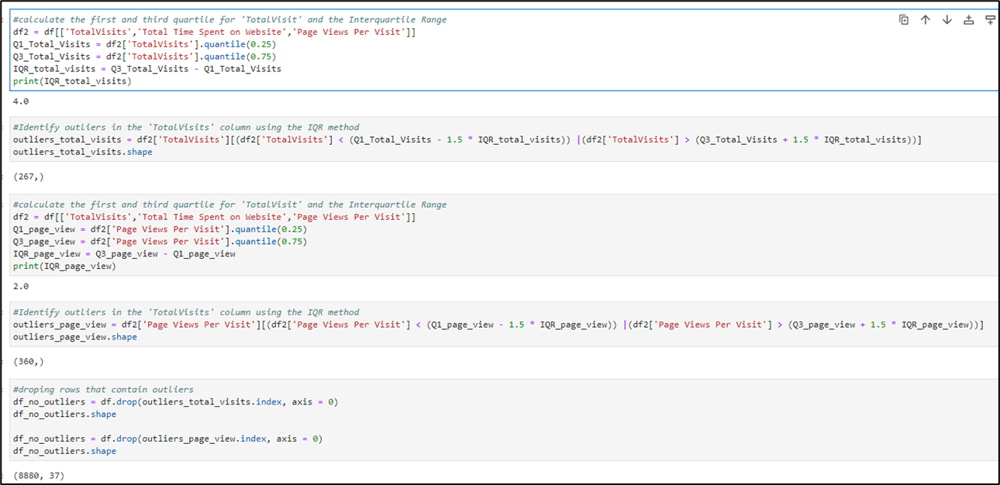 #calculate the first and third quartile for 'TotalVisit' and the Interquartile Range
df2 = df[['TotalVisits','Total Time Spent on Website','Page Views Per Visit']]
Q1_Total_Visits = df2['TotalVisits'].quantile(0.25)
Q3_Total_Visits = df2['TotalVisits'].quantile(0.75)
IQR_total_visits = Q3_Total_Visits - Q1_Total_Visits
print(IQR_total_visits)
4.0
#Identify outliers in the 'TotalVisits' column using the IQR method
outliers_total_visits = df2['TotalVisits'][(df2['TotalVisits'] < (Q1_Total_Visits - 1.5 * IQR_total_visits)) |(df2['TotalVisits'] > (Q3_Total_Visits + 1.5 * IQR_total_visits))]
outliers_total_visits.shape
(267,)
#calculate the first and third quartile for 'TotalVisit' and the Interquartile Range
df2 = df[['TotalVisits','Total Time Spent on Website','Page Views Per Visit']]
Q1_page_view = df2['Page Views Per Visit'].quantile(0.25)
Q3_page_view = df2['Page Views Per Visit'].quantile(0.75)
IQR_page_view = Q3_page_view - Q1_page_view
print(IQR_page_view)
2.0
#Identify outliers in the 'TotalVisits' column using the IQR method
outliers_page_view = df2['Page Views Per Visit'][(df2['Page Views Per Visit'] < (Q1_page_view - 1.5 * IQR_page_view)) |(df2['Page Views Per Visit'] > (Q3_page_view + 1.5 * IQR_page_view))]
outliers_page_view.shape
(360,)
#droping rows that contain outliers
df_no_outliers = df.drop(outliers_total_visits.index, axis = 0)
df_no_outliers.shape
df_no_outliers = df.drop(outliers_page_view.index, axis = 0)
df_no_outliers.shape
(8880, 37)